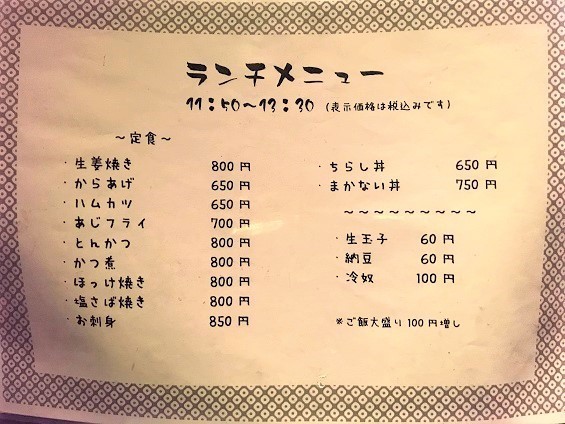 ランチメニュー
11:50~13:30 (表示価格は税込みです)
~定食~
・生姜焼き 800円
・からあげ 650円
・ハムカツ 650円
・あじフライ 700円
・とんかつ 800円
・かつ煮 800円
・ほっけ焼き 800円
・塩さば焼き 800円
・お刺身 850円
・ちらし丼 650円
・まかない丼 750円
~~~~~~~~~
・生玉子 60円
・納豆 60円
・冷奴 100円
※ご飯大盛り100円増し